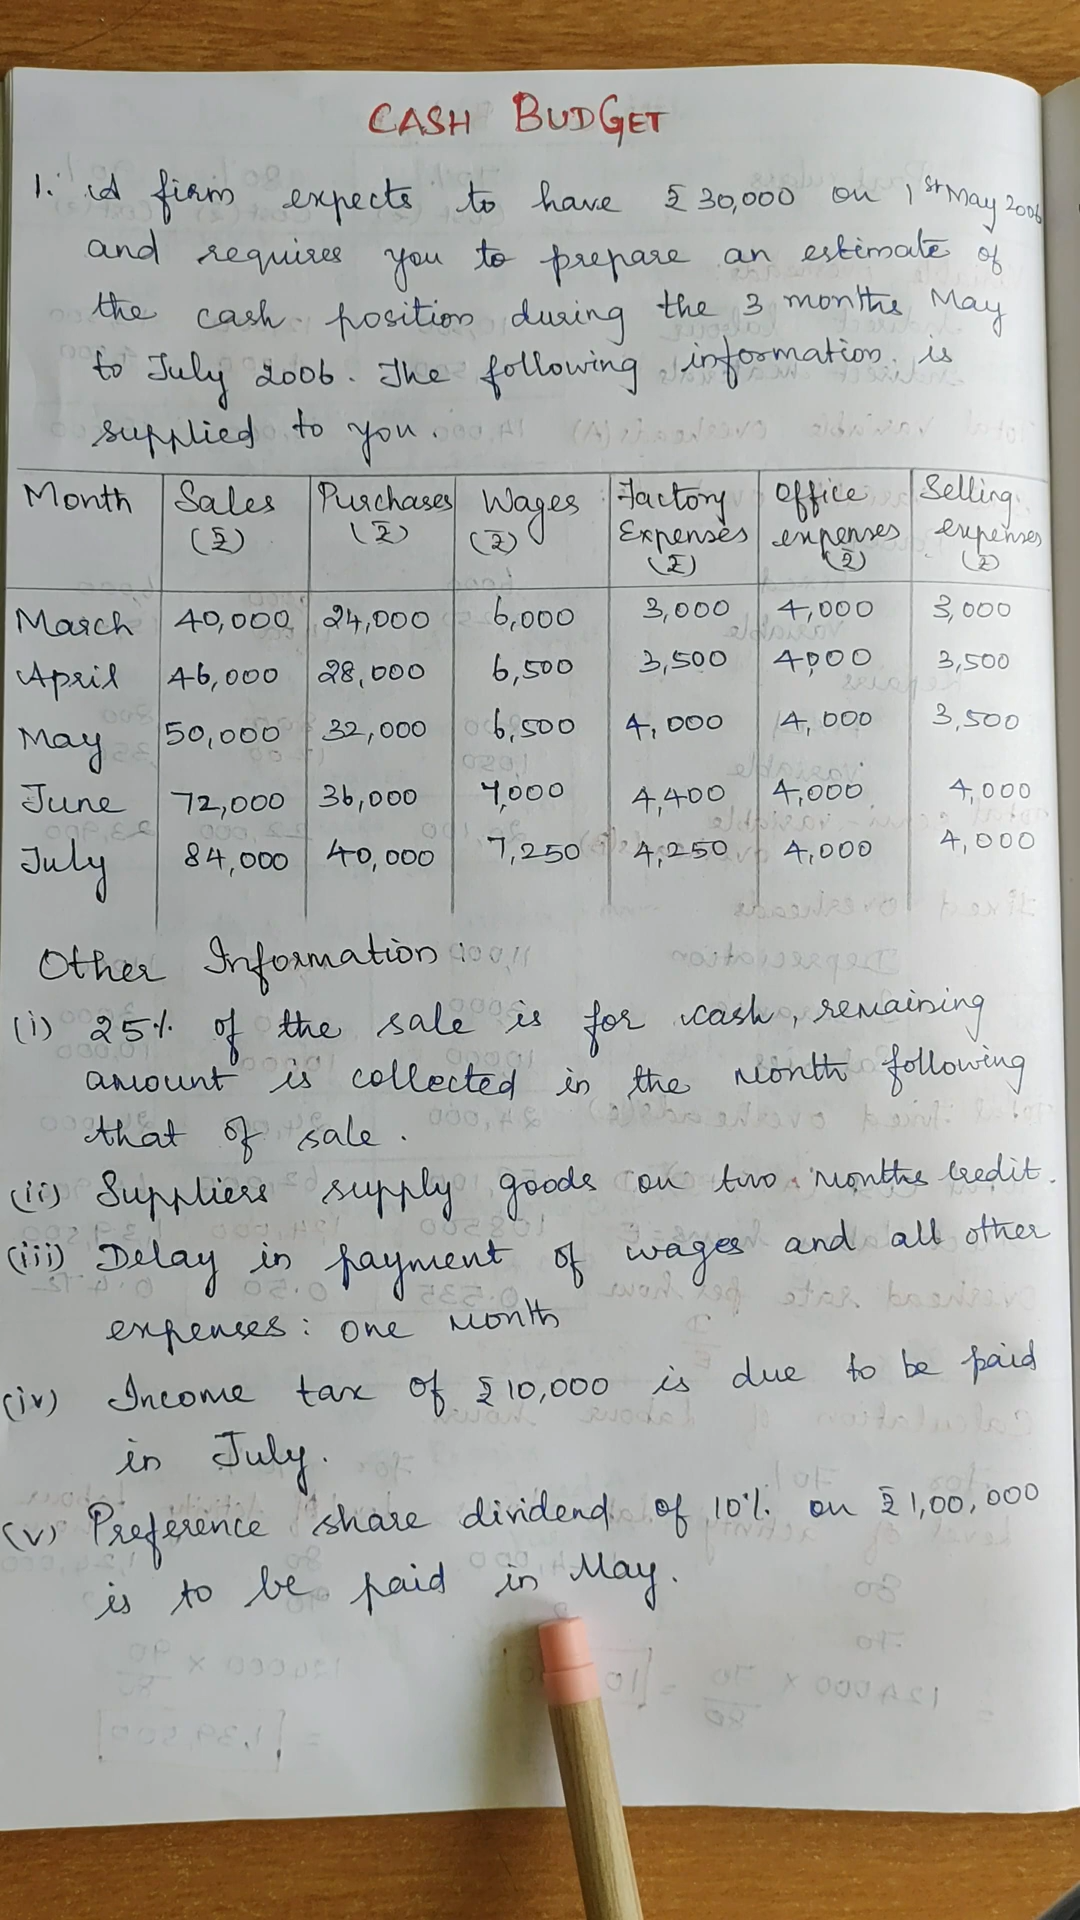 CASH BUDGET
1. A firm expects to have ₹ 30,000 on 1st May 2006
and requires you to prepare an estimate of
the cash position during the 3 months May
to July 2006. The following information is
supplied to you.
Month Sales (₹) Purchases (₹) Wages (₹) Factory Expenses (₹) Office expenses (₹) Selling expenses (₹)
March 40,000 24,000 6,000 3,000 4,000 3,000
April 46,000 28,000 6,500 3,500 4000 3,500
May 50,000 32,000 6,500 4,000 4,000 3,500
June 72,000 36,000 7,000 4,400 4,000 4,000
July 84,000 40,000 7,250 4,250 4,000 4,000
Other Information:
(i) 25% of the sale is for cash, remaining
amount is collected in the month following
that of sale.
(ii) Suppliers supply goods on two months credit.
(iii) Delay in payment of wages and all other
expenses: one month
(iv) Income tax of ₹ 10,000 is due to be paid
in July.
(v) Preference share dividend of 10% on ₹ 1,00,000
is to be paid in May.